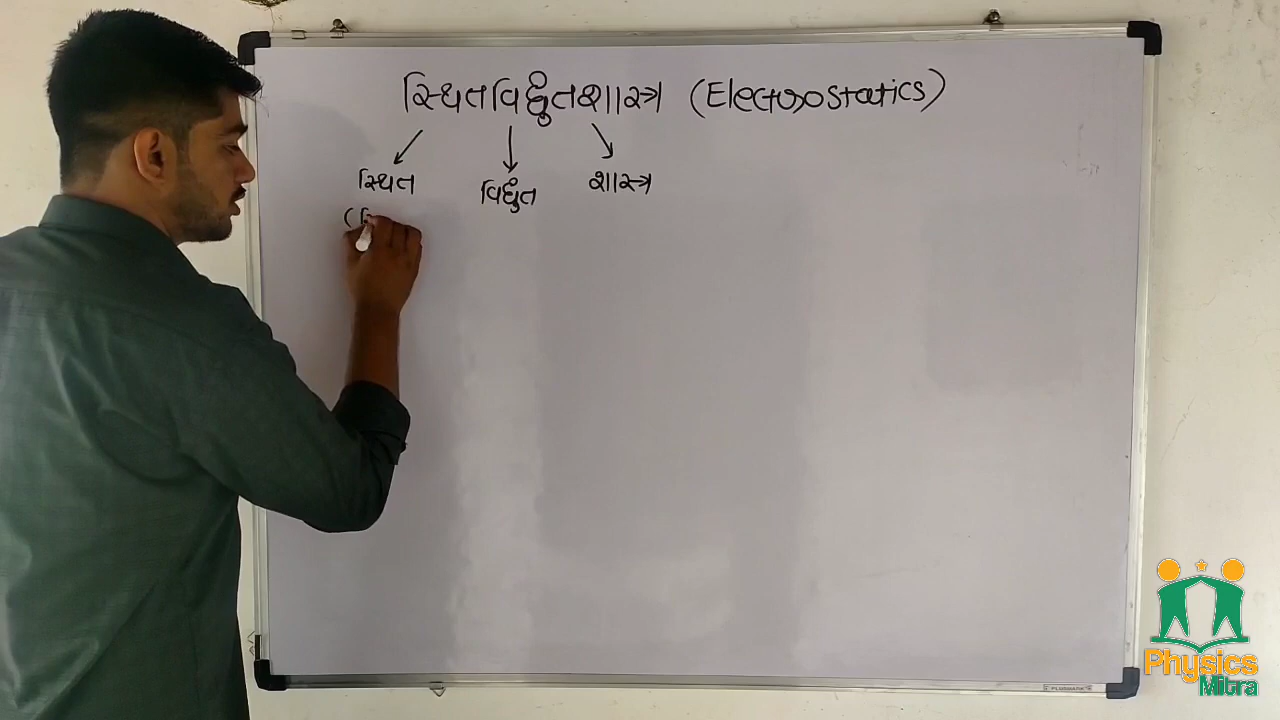 સ્થિતવિદ્યુતશાસ્ત્ર (Electrostatics)
સ્થિત વિદ્યુત શાસ્ત્ર
Physics
Mitra